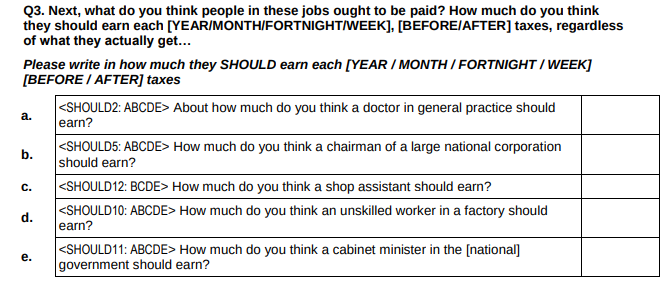 Q3. Next, what do you think people in these jobs ought to be paid? How much do you think
they should earn each [YEAR/MONTH/FORTNIGHT/WEEK], [BEFORE/AFTER] taxes, regardless
of what they actually get…
Please write in how much they SHOULD earn each [YEAR / MONTH / FORTNIGHT / WEEK]
[BEFORE / AFTER] taxes
a. <SHOULD2: ABCDE> About how much do you think a doctor in general practice should
earn?
b. <SHOULD5: ABCDE> How much do you think a chairman of a large national corporation
should earn?
c. <SHOULD12: BCDE> How much do you think a shop assistant should earn?
d. <SHOULD10: ABCDE> How much do you think an unskilled worker in a factory should
earn?
e. <SHOULD11: ABCDE> How much do you think a cabinet minister in the [national]
government should earn?